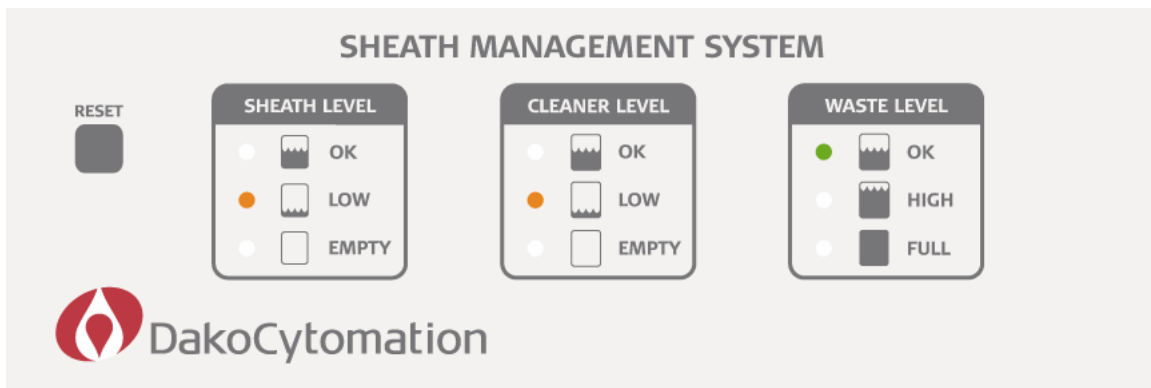 SHEATH MANAGEMENT SYSTEM
RESET
SHEATH LEVEL
OK
LOW
EMPTY
CLEANER LEVEL
OK
LOW
EMPTY
WASTE LEVEL
OK
HIGH
FULL
DakoCytomation